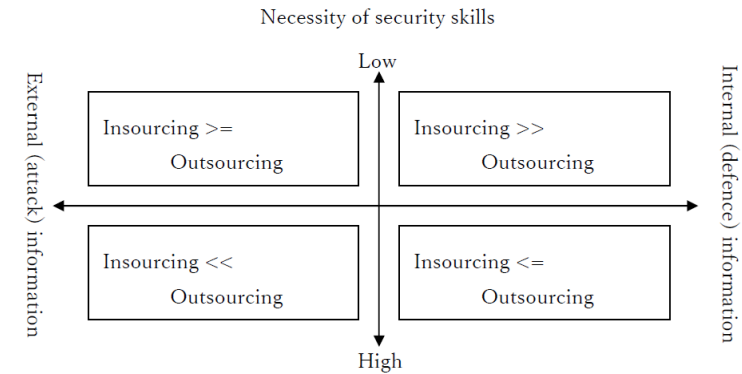 Necessity of security skills
Low
External (attack) information
Internal (defence) information
Insourcing >=
Outsourcing
Insourcing >>
Outsourcing
Insourcing <<
Outsourcing
Insourcing <=
Outsourcing
High